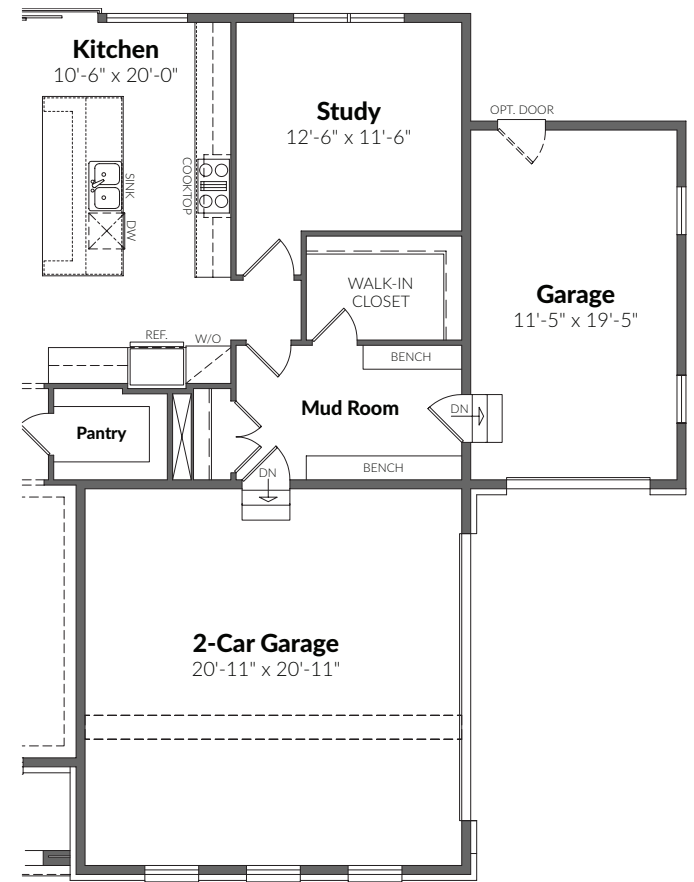 Kitchen
10'-6" x 20'-0"
Study
12'-6" x 11'-6"
OPT. DOOR
COOKTOP
SINK
DW
WALK-IN
CLOSET
Garage
11'-5" x 19'-5"
REF.
W/O
BENCH
Mud Room
DN
Pantry
BENCH
DN
2-Car Garage
20'-11" x 20'-11"